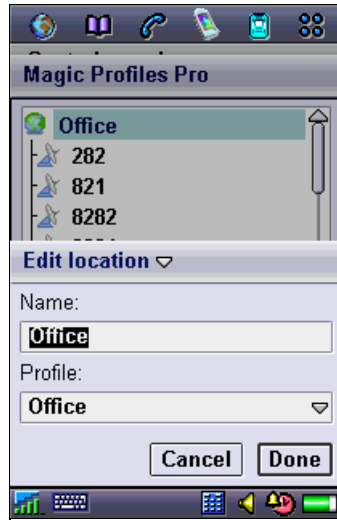 Magic Profiles Pro
Office
282
821
8282
Edit location
Name:
Office
Profile:
Office
Cancel Done